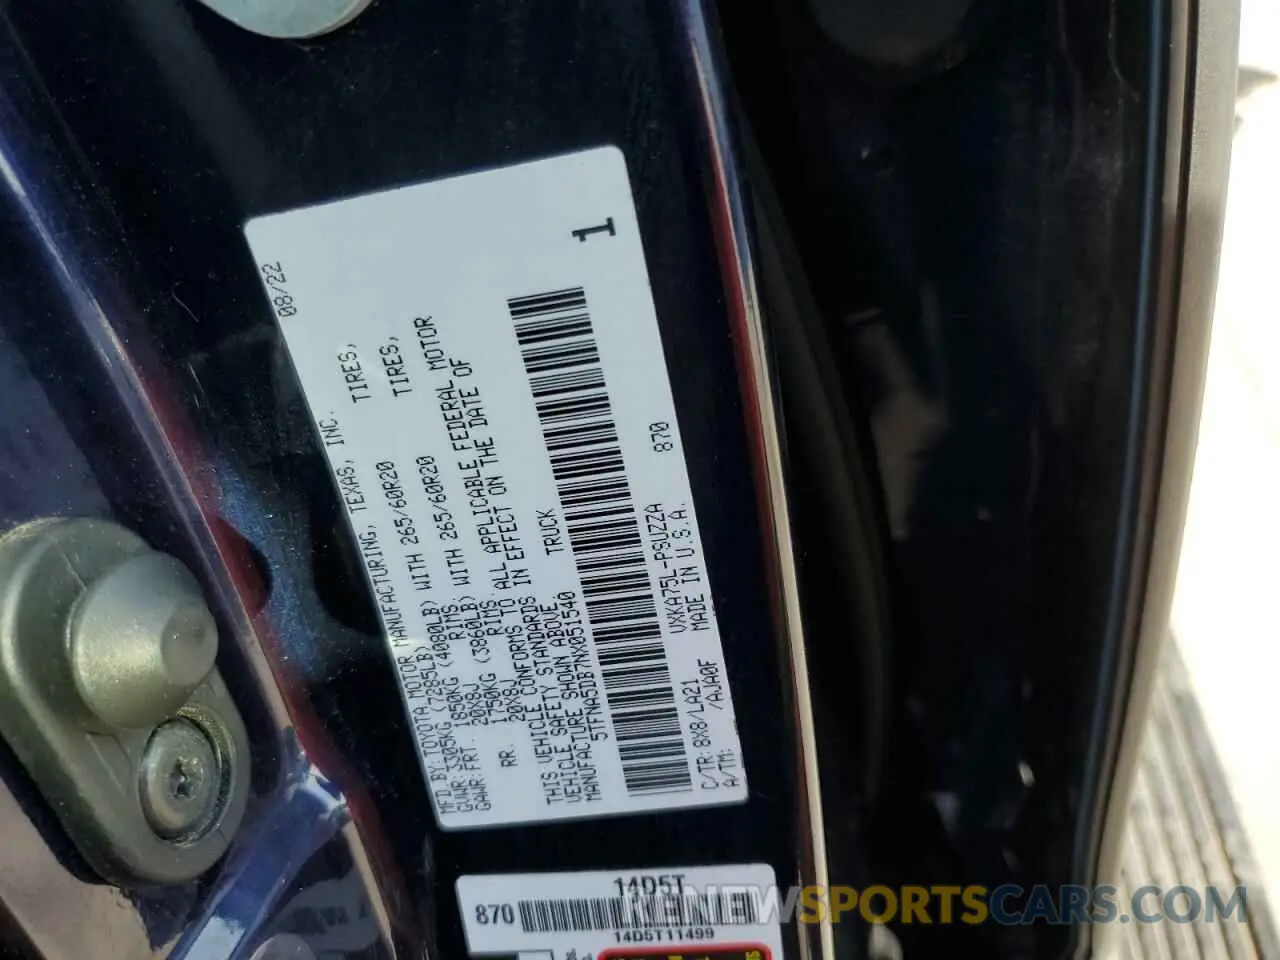 08/22
MFD BY:TOYOTA MOTOR MANUFACTURING, TEXAS, INC.
GVWR:3305KG (7285LB)
GAWR:FRT. 1850KG (4080LB) WITH 265/60R20 TIRES,
20X8J RIMS,
RR. 1750KG (3860LB) WITH 265/60R20 TIRES,
20X8J RIMS.
THIS VEHICLE CONFORMS TO ALL APPLICABLE FEDERAL MOTOR
VEHICLE SAFETY STANDARDS IN EFFECT ON THE DATE OF
MANUFACTURE SHOWN ABOVE.
5TFNA5DB7NX051540 TRUCK
1
C/TR:8X8/LA21 VXKA75L-PSUZZA 870
A/TM: /AJA0F MADE IN U.S.A.
14D5T
870
14D5T11499
RENEWSPORTSCARS.COM